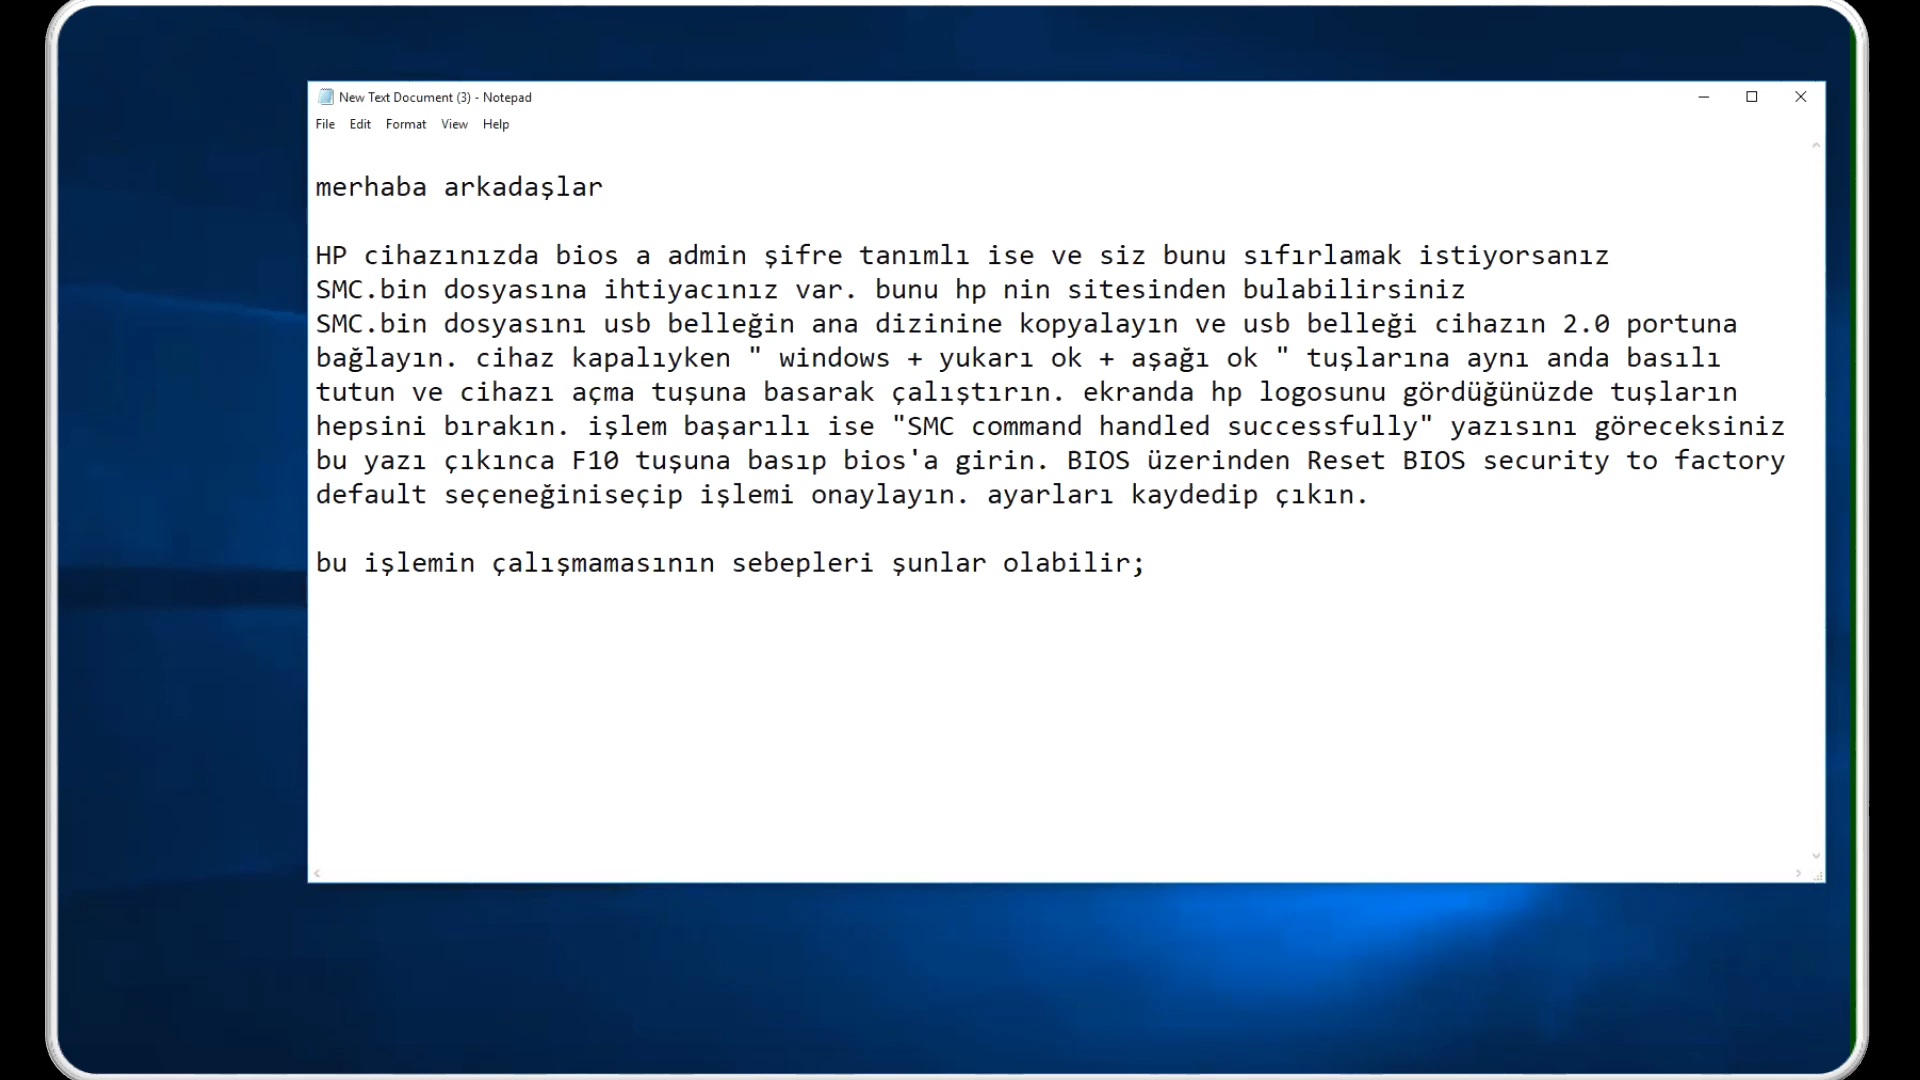 New Text Document (3) - Notepad
File Edit Format View Help
merhaba arkadaşlar
HP cihazınızda bios a admin şifre tanımlı ise ve siz bunu sıfırlamak istiyorsanız
SMC.bin dosyasına ihtiyacınız var. bunu hp nin sitesinden bulabilirsiniz
SMC.bin dosyasını usb belleğin ana dizinine kopyalayın ve usb belleği cihazın 2.0 portuna
bağlayın. cihaz kapalıyken " windows + yukarı ok + aşağı ok " tuşlarına aynı anda basılı
tutun ve cihazı açma tuşuna basarak çalıştırın. ekranda hp logosunu gördüğünüzde tuşların
hepsini bırakın. işlem başarılı ise "SMC command handled successfully" yazısını göreceksiniz
bu yazı çıkınca F10 tuşuna basıp bios'a girin. BIOS üzerinden Reset BIOS security to factory
default seçeneğiniseçip işlemi onaylayın. ayarları kaydedip çıkın.
bu işlemin çalışmamasının sebepleri şunlar olabilir;